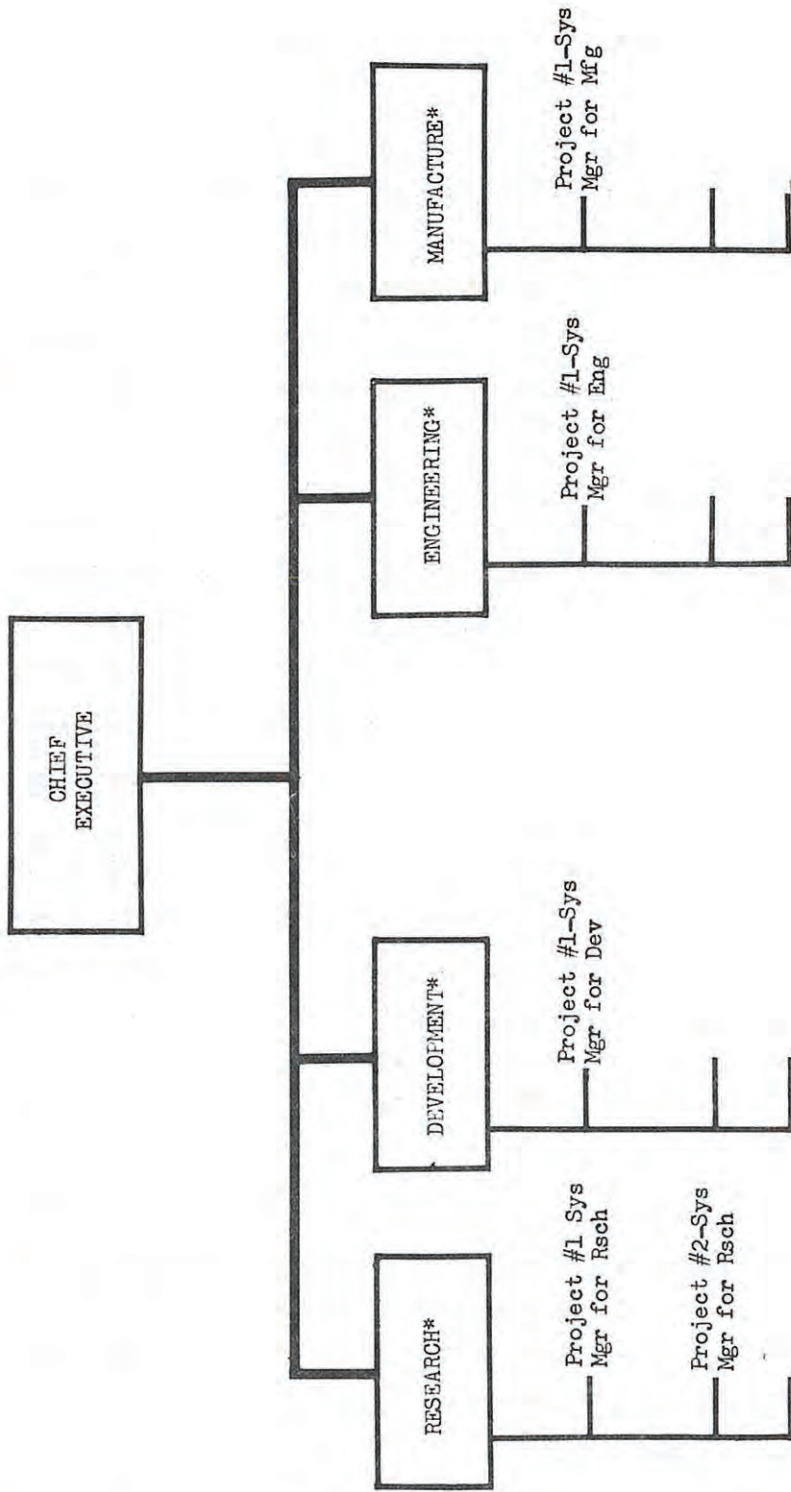 CHIEF
EXECUTIVE
RESEARCH*
DEVELOPMENT*
ENGINEERING*
MANUFACTURE*
Project #1 Sys
Mgr for Rsch
Project #1-Sys
Mgr for Dev
Project #1-Sys
Mgr for Eng
Project #1-Sys
Mgr for Mfg
Project #2-Sys
Mgr for Rsch